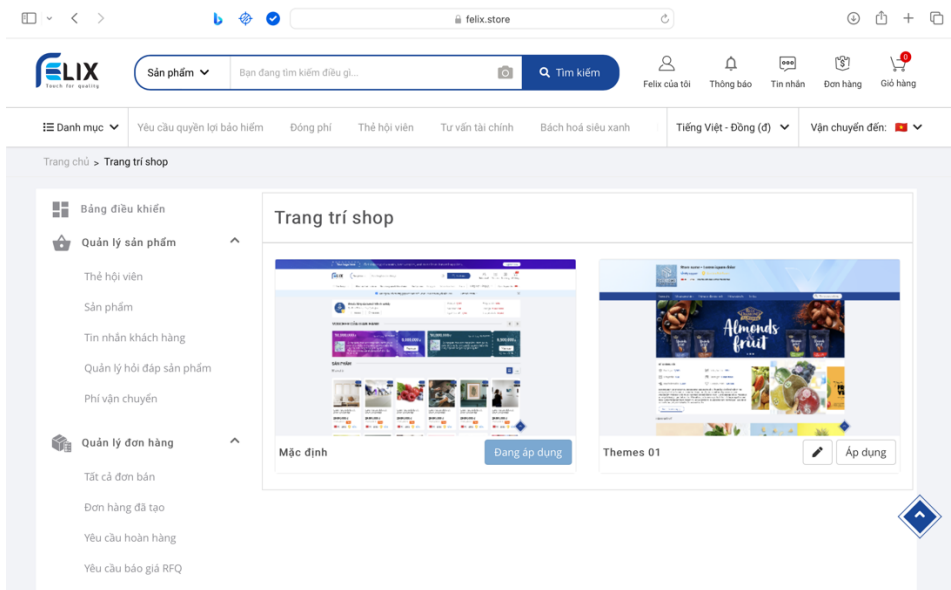 felix.store
FELIX
Touch for quality
Sản phẩm
Bạn đang tìm kiếm điều gì...
Tìm kiếm
Felix của tôi
Thông báo
Tin nhắn
Đơn hàng
0
Giỏ hàng
Danh mục
Yêu cầu quyền lợi bảo hiểm
Đóng phí
Thẻ hội viên
Tư vấn tài chính
Bách hoá siêu xanh
Tiếng Việt - Đồng (đ)
Vận chuyển đến:
Trang chủ > Trang trí shop
Bảng điều khiển
Quản lý sản phẩm
Thẻ hội viên
Sản phẩm
Tin nhắn khách hàng
Quản lý hỏi đáp sản phẩm
Phí vận chuyển
Quản lý đơn hàng
Tất cả đơn bán
Đơn hàng đã tạo
Yêu cầu hoàn hàng
Yêu cầu báo giá RFQ
Trang trí shop
Almonds
fruit
Mặc định
Đang áp dụng
Themes 01
Áp dụng